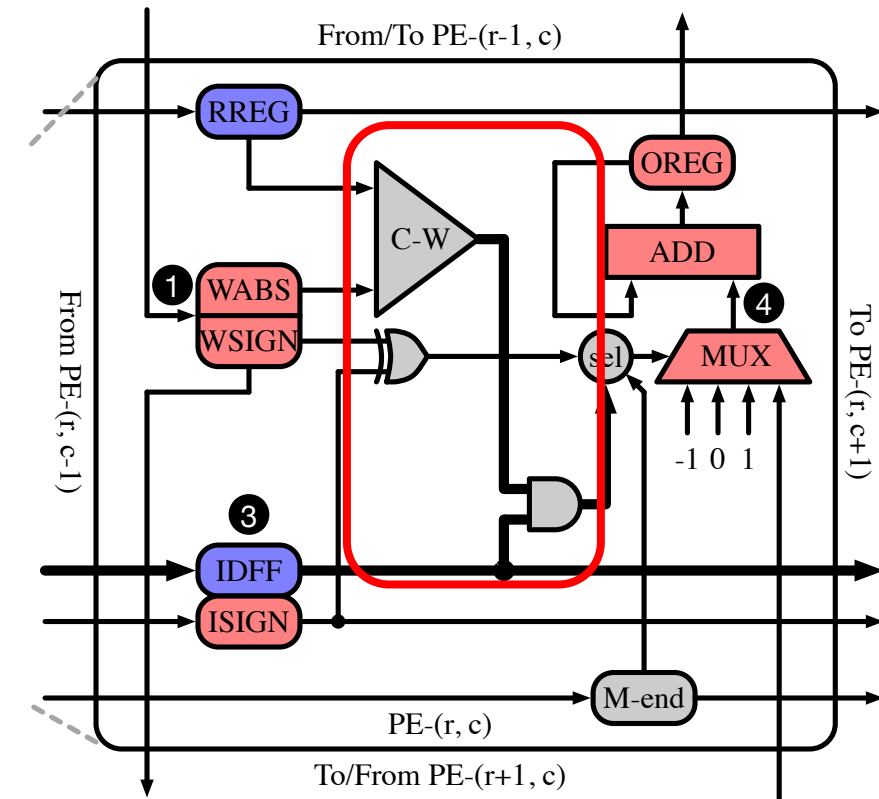 From/To PE-(r-1, c)
RREG
OREG
C-W
ADD
1
WABS
WSIGN
4
sel
MUX
-1 0 1
From PE-(r, c-1)
To PE-(r, c+1)
3
IDFF
ISIGN
M-end
PE-(r, c)
To/From PE-(r+1, c)